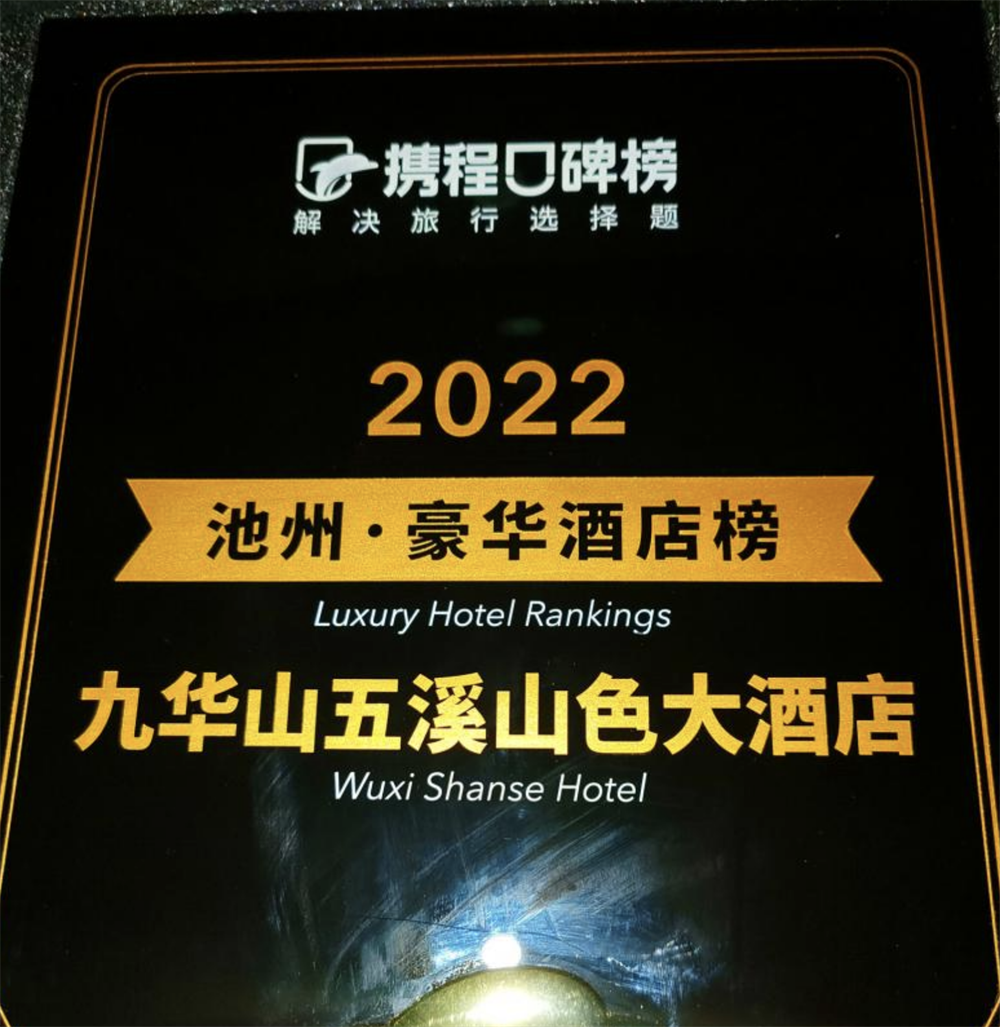 携程口碑榜
解决旅行选择题
2022
池州·豪华酒店榜
Luxury Hotel Rankings
九华山五溪山色大酒店
Wuxi Shanse Hotel